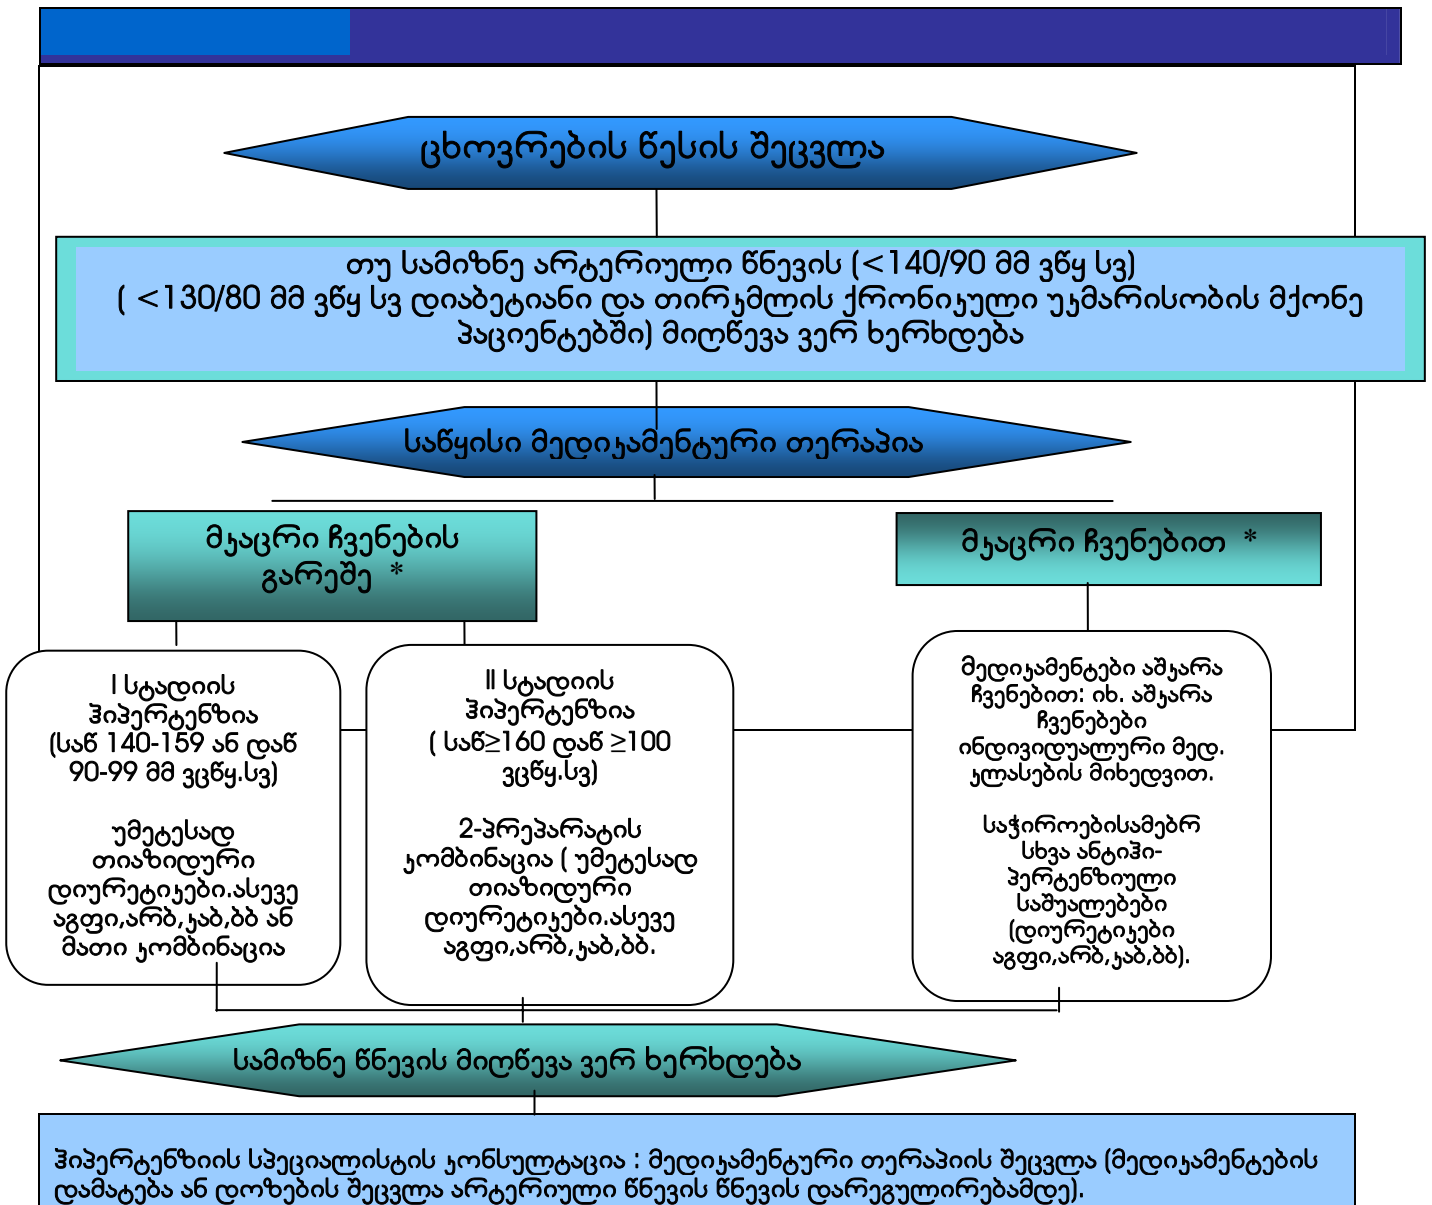 ცხოვრების წესის შეცვლა
თუ სამიზნე არტერიული წნევის (<140/90 მმ ვწყ სვ)
( <130/80 მმ ვწყ სვ დიაბეტიანი და თირკმლის ქრონიკული უკმარისობის მქონე
პაციენტებში) მიღწევა ვერ ხერხდება
საწყისი მედიკამენტური თერაპია
მკაცრი ჩვენების
გარეშე *
მკაცრი ჩვენებით *
I სტადიის
ჰიპერტენზია
(საწ 140-159 ან დაწ
90-99 მმ ვცწყ.სვ)
უმეტესად
თიაზიდური
დიურეტიკები.ასევე
აგფი,არბ,კაბ,ბბ ან
მათი კომბინაცია
II სტადიის
ჰიპერტენზია
( საწ≥160 დაწ ≥100
ვცწყ.სვ)
2-პრეპარატის
კომბინაცია ( უმეტესად
თიაზიდური
დიურეტიკები.ასევე
აგფი,არბ,კაბ,ბბ.
მედიკამენტები აშკარა
ჩვენებით: იხ. აშკარა
ჩვენებები
ინდივიდუალური მედ.
კლასების მიხედვით.
საჭიროებისამებრ
სხვა ანტიჰი-
პერტენზიული
საშუალებები
(დიურეტიკები
აგფი,არბ,კაბ,ბბ).
სამიზნე წნევის მიღწევა ვერ ხერხდება
ჰიპერტენზიის სპეციალისტის კონსულტაცია : მედიკამენტური თერაპიის შეცვლა (მედიკამენტების
დამატება ან დოზების შეცვლა არტერიული წნევის წნევის დარეგულირებამდე).